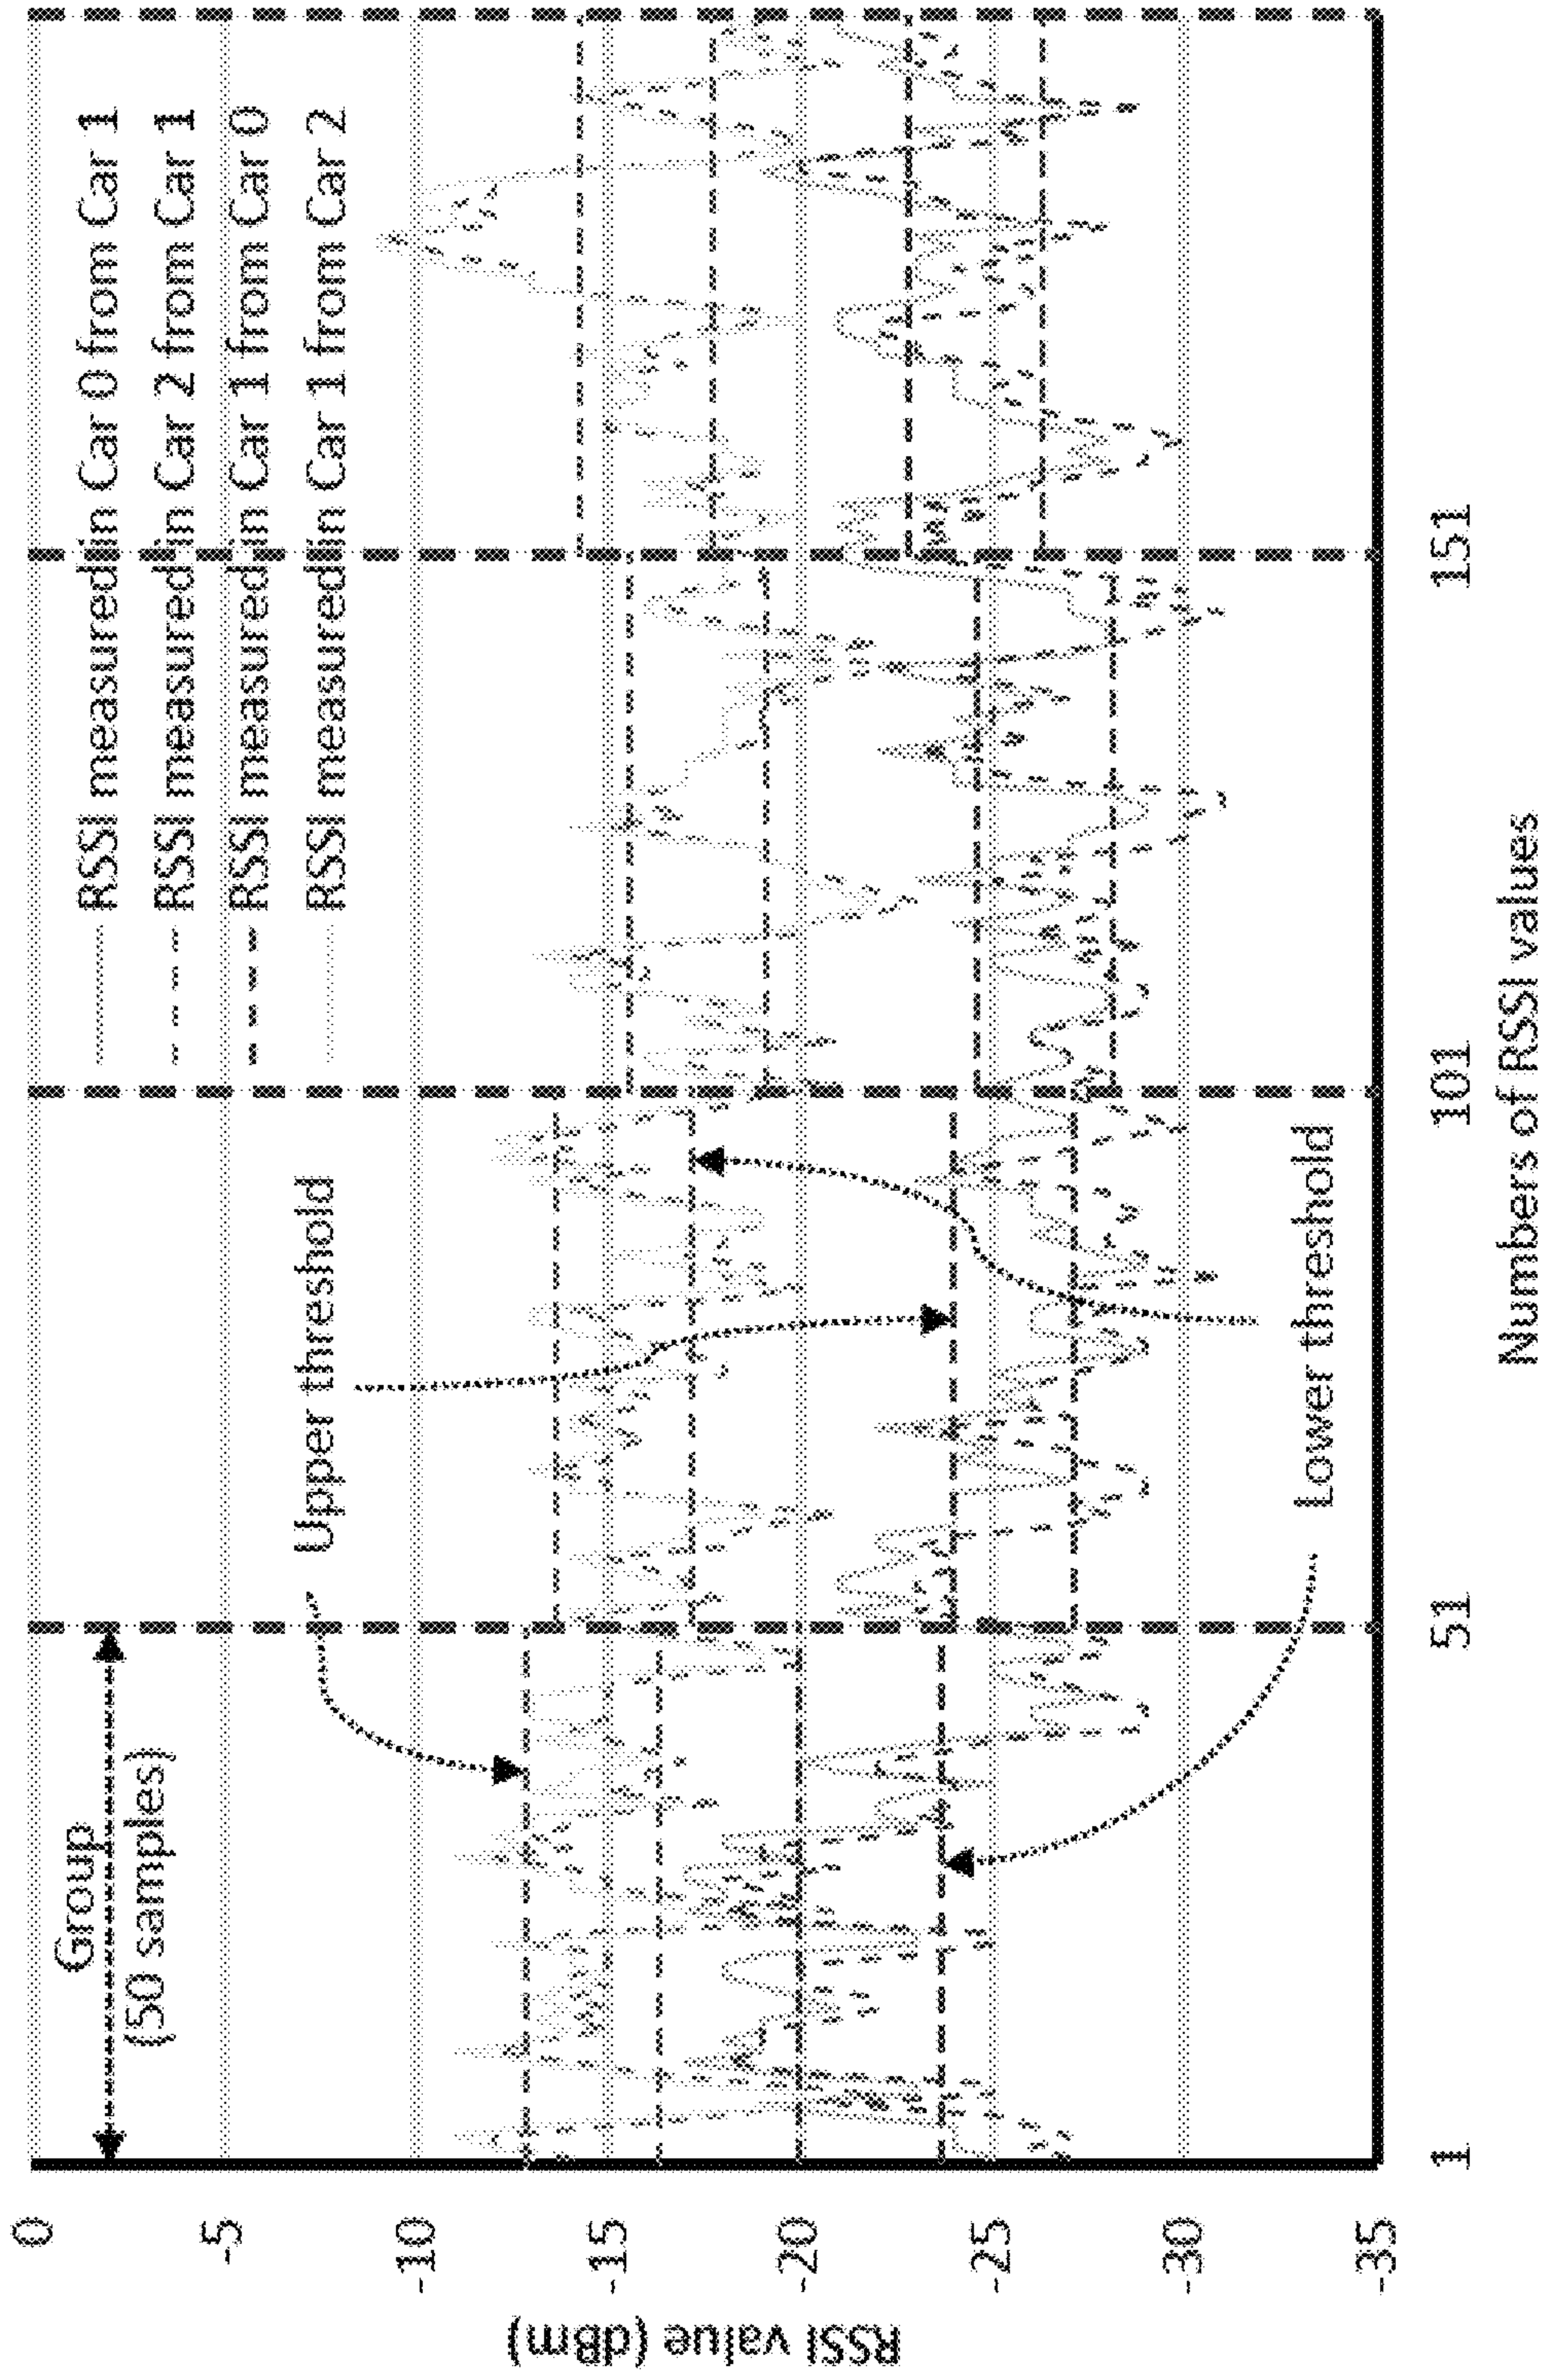 RSSI measured in Car 0 from Car 1
RSSI measured in Car 2 from Car 1
RSSI measured in Car 1 from Car 0
RSSI measured in Car 1 from Car 2
Group
(50 samples)
Upper threshold
Lower threshold
RSSI value (dBm)
0
-5
-10
-15
-20
-25
-30
-35
1
51
101
151
Numbers of RSSI values